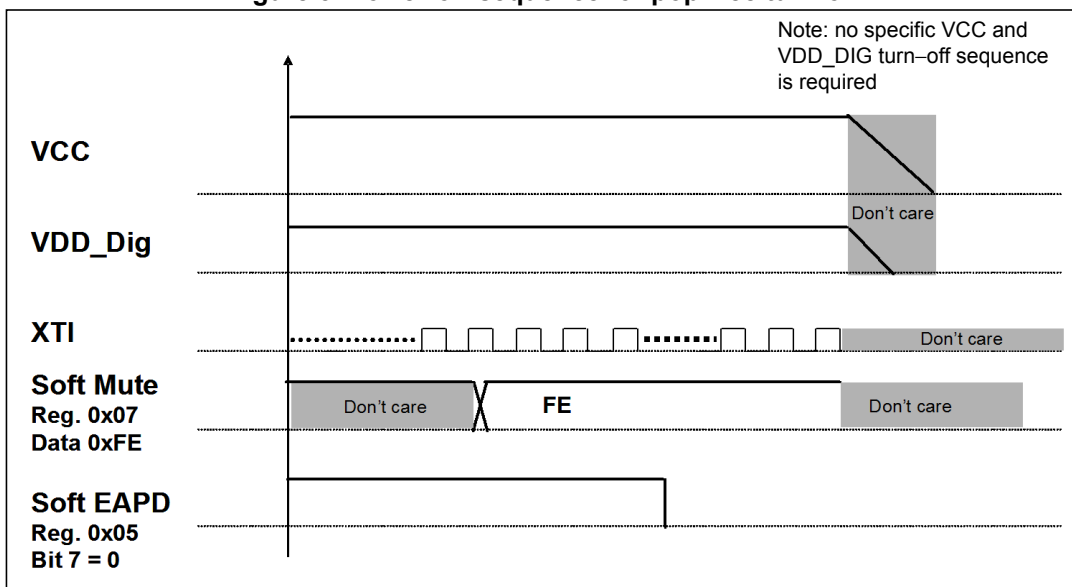 Note: no specific VCC and
VDD_DIG turn–off sequence
is required
VCC
Don't care
VDD_Dig
XTI
Don't care
Soft Mute
Reg. 0x07
Data 0xFE
Don't care
FE
Don't care
Soft EAPD
Reg. 0x05
Bit 7 = 0